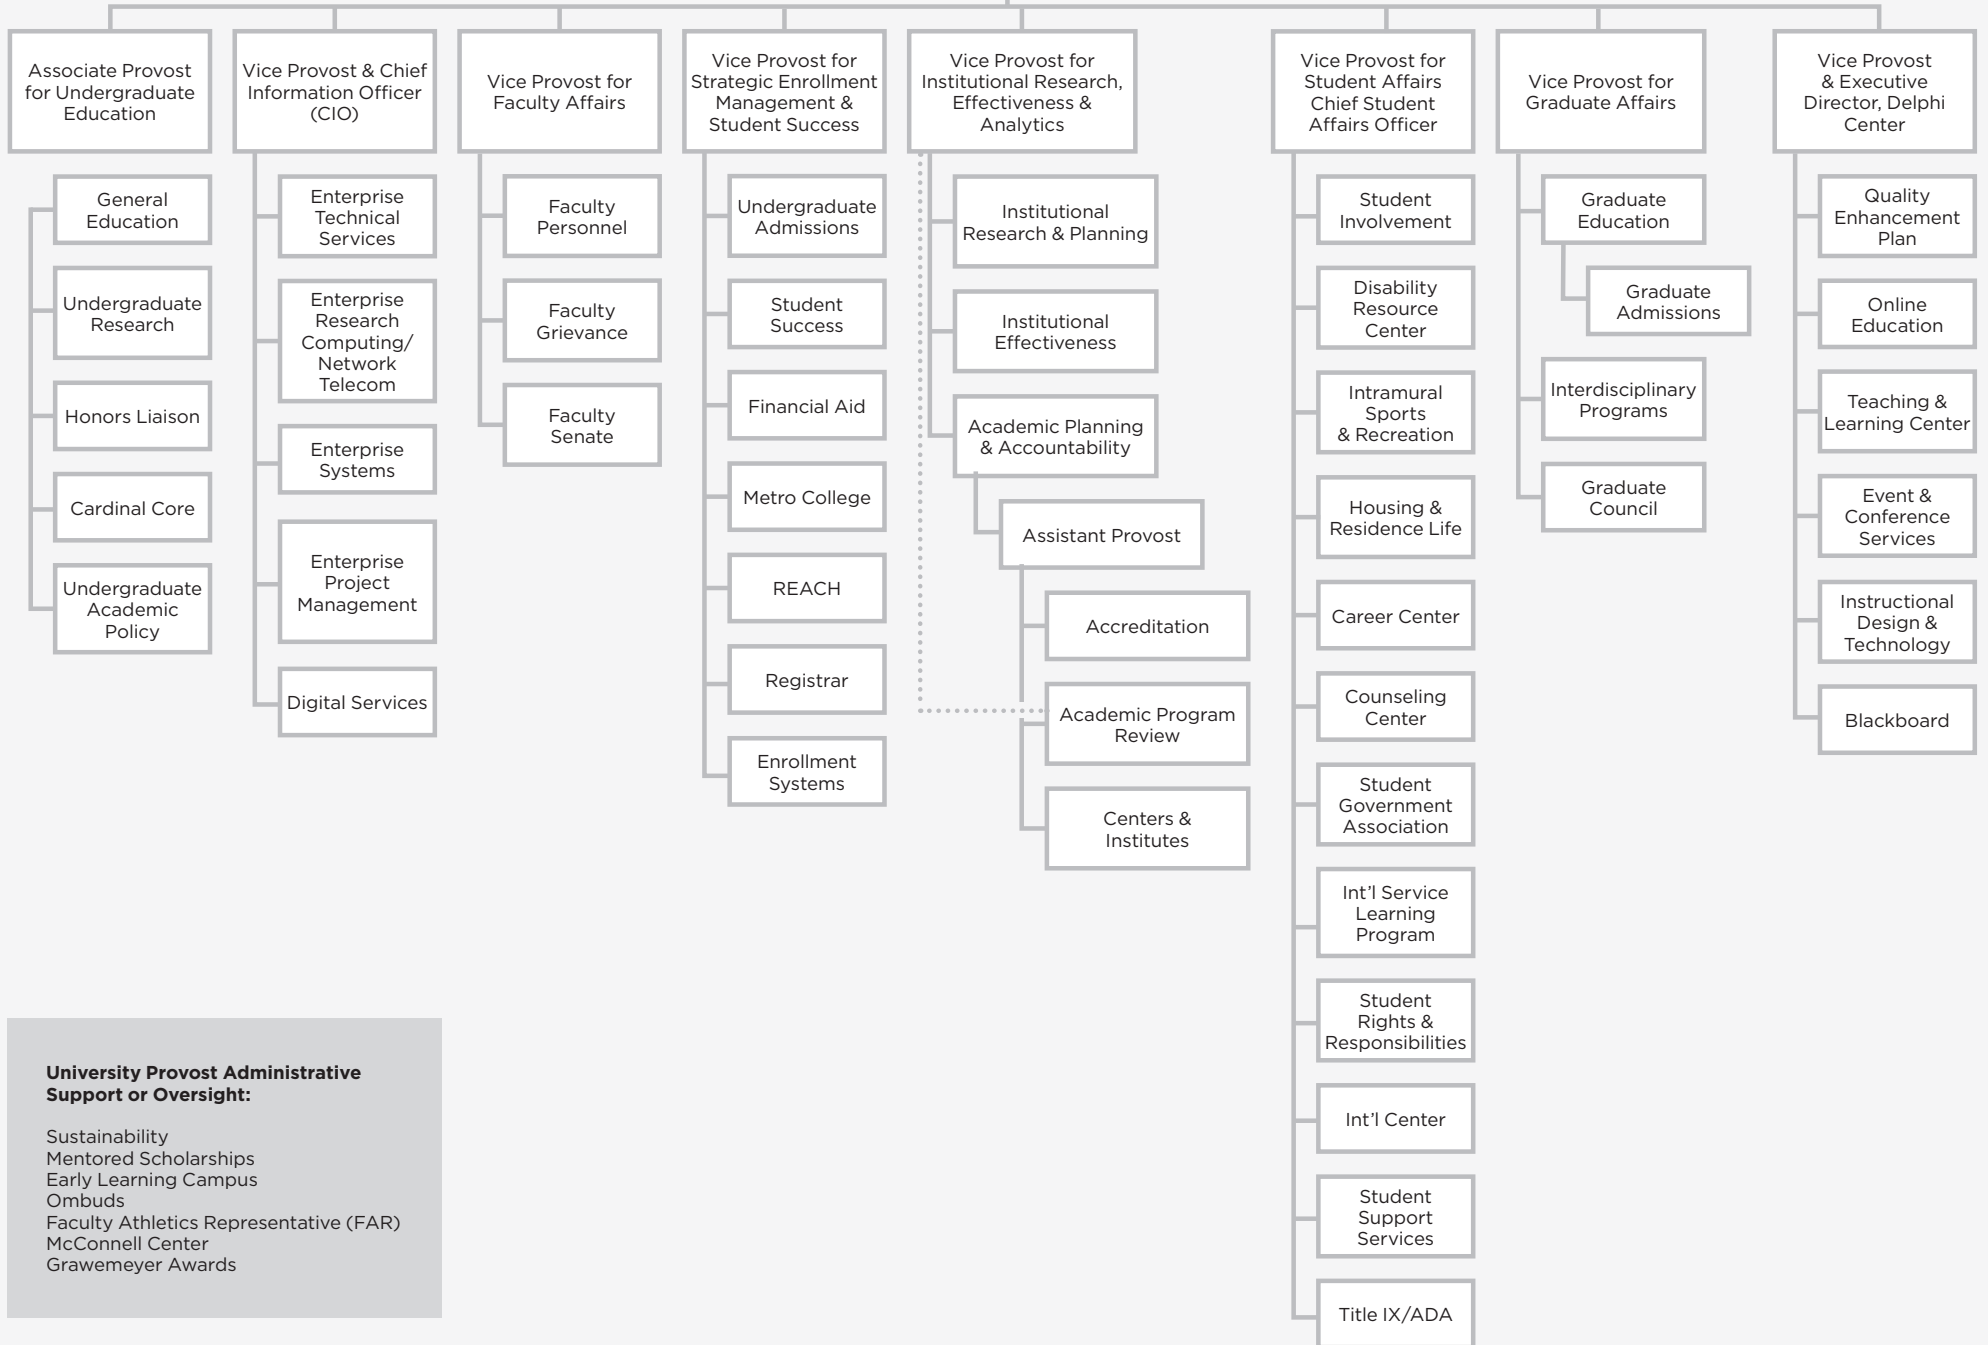 Associate Provost
for Undergraduate
Education
General
Education
Undergraduate
Research
Honors Liaison
Cardinal Core
Undergraduate
Academic
Policy
Vice Provost & Chief
Information Officer
(CIO)
Enterprise
Technical
Services
Enterprise
Research
Computing/
Network
Telecom
Enterprise
Systems
Enterprise
Project
Management
Digital Services
Vice Provost for
Faculty Affairs
Faculty
Personnel
Faculty
Grievance
Faculty
Senate
Vice Provost for
Strategic Enrollment
Management &
Student Success
Undergraduate
Admissions
Student
Success
Financial Aid
Metro College
REACH
Registrar
Enrollment
Systems
Vice Provost for
Institutional Research,
Effectiveness &
Analytics
Institutional
Research & Planning
Institutional
Effectiveness
Academic Planning
& Accountability
Assistant Provost
Accreditation
Academic Program
Review
Centers &
Institutes
Vice Provost for
Student Affairs
Chief Student
Affairs Officer
Student
Involvement
Disability
Resource
Center
Intramural
Sports
& Recreation
Housing &
Residence Life
Career Center
Counseling
Center
Student
Government
Association
Int’l Service
Learning
Program
Student
Rights &
Responsibilities
Int’l Center
Student
Support
Services
Title IX/ADA
Vice Provost for
Graduate Affairs
Graduate
Education
Graduate
Admissions
Interdisciplinary
Programs
Graduate
Council
Vice Provost
& Executive
Director, Delphi
Center
Quality
Enhancement
Plan
Online
Education
Teaching &
Learning Center
Event &
Conference
Services
Instructional
Design &
Technology
Blackboard
University Provost Administrative
Support or Oversight:
Sustainability
Mentored Scholarships
Early Learning Campus
Ombuds
Faculty Athletics Representative (FAR)
McConnell Center
Grawemeyer Awards